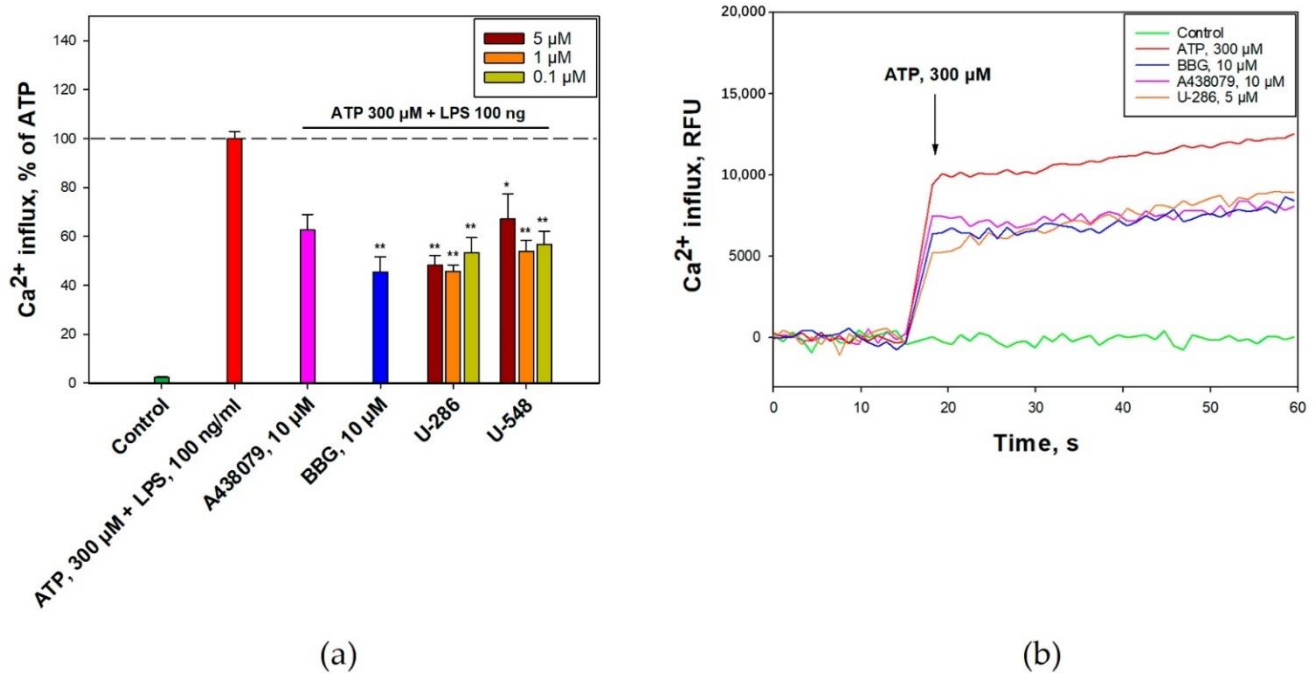 140
120
100
80
60
40
20
0
Ca2+ influx, % of ATP
5 µM
1 µM
0.1 µM
ATP 300 µM + LPS 100 ng
**
**
**
**
*
**
**
Control
ATP, 300 µM + LPS, 100 ng/ml
A438079, 10 µM
BBG, 10 µM
U-286
U-548
(a)
20,000
15,000
10,000
5000
0
Ca2+ influx, RFU
Control
ATP, 300 µM
BBG, 10 µM
A438079, 10 µM
U-286, 5 µM
ATP, 300 µM
0 10 20 30 40 50 60
Time, s
(b)